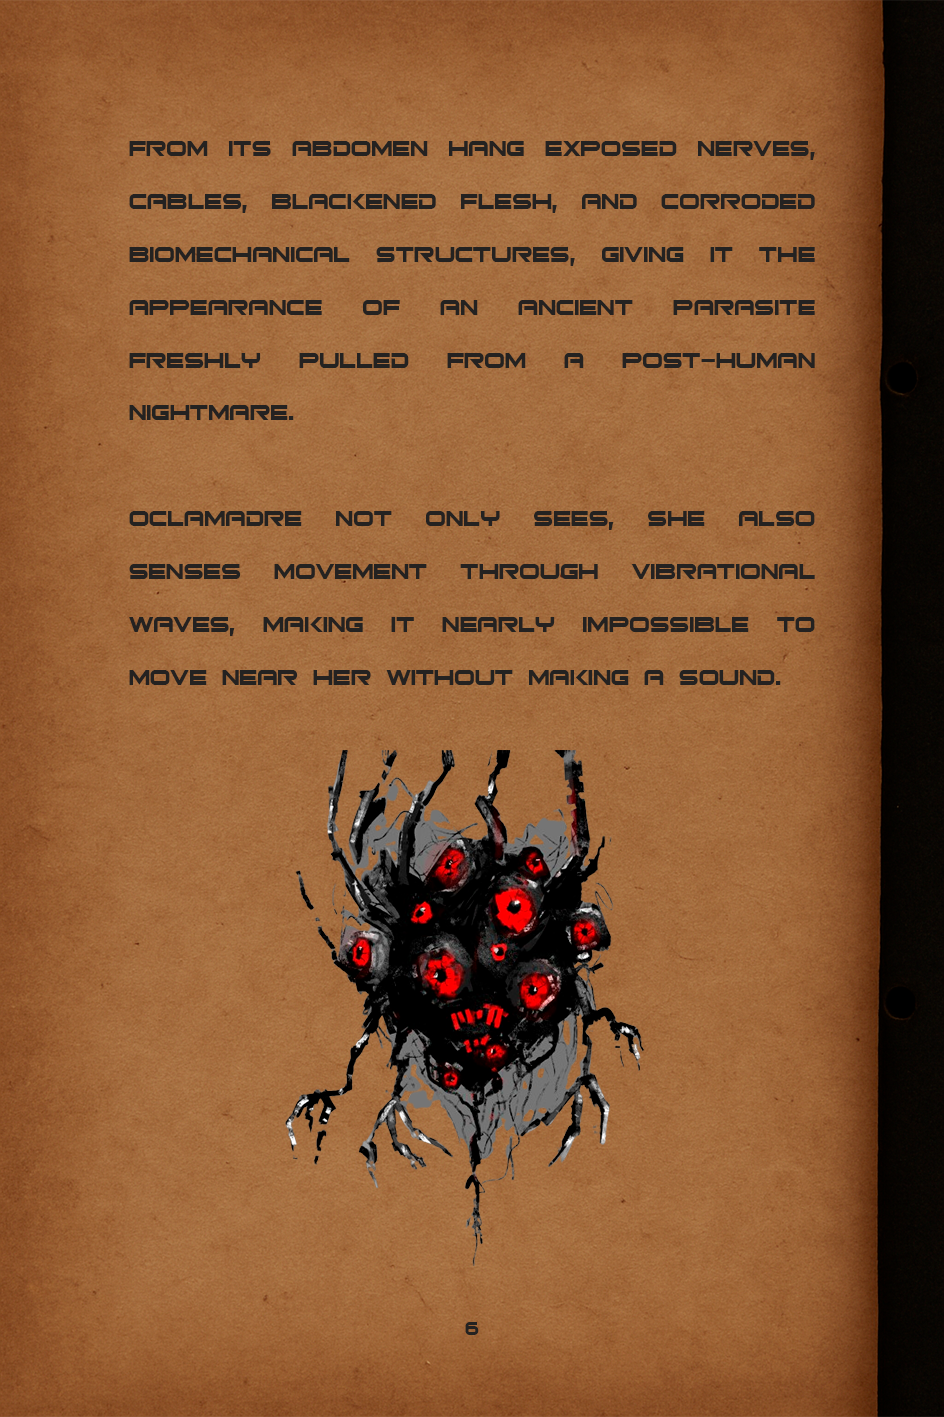 FROM ITS ABDOMEN HANG EXPOSED NERVES,
CABLES, BLACKENED FLESH, AND CORRODED
BIOMECHANICAL STRUCTURES, GIVING IT THE
APPEARANCE OF AN ANCIENT PARASITE
FRESHLY PULLED FROM A POST-HUMAN
NIGHTMARE.
OCLAMADRE NOT ONLY SEES, SHE ALSO
SENSES MOVEMENT THROUGH VIBRATIONAL
WAVES, MAKING IT NEARLY IMPOSSIBLE TO
MOVE NEAR HER WITHOUT MAKING A SOUND.
6